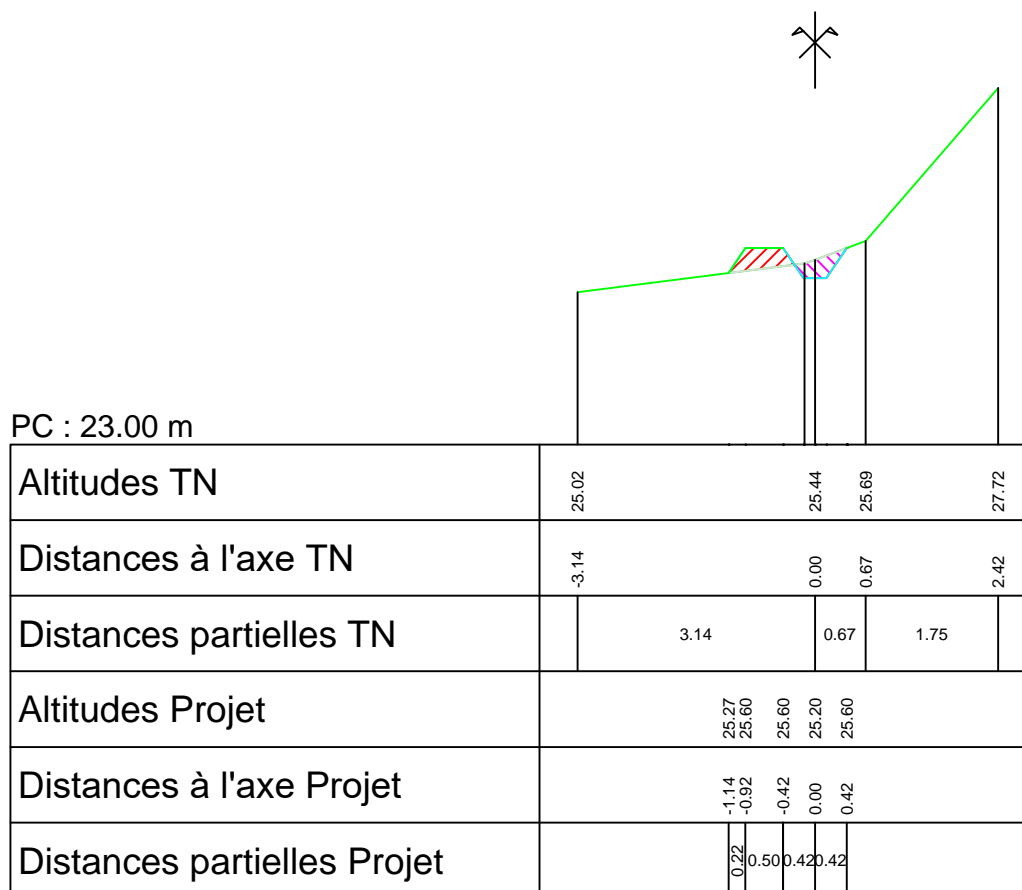 PC : 23.00 m
Altitudes TN 25.02 25.44 25.69 27.72
Distances à l'axe TN -3.14 0.00 0.67 2.42
Distances partielles TN 3.14 0.67 1.75
Altitudes Projet 25.27 25.60 25.60 25.20 25.60
Distances à l'axe Projet -1.14 -0.92 -0.42 0.00 0.42
Distances partielles Projet 0.22 0.50 0.42 0.42